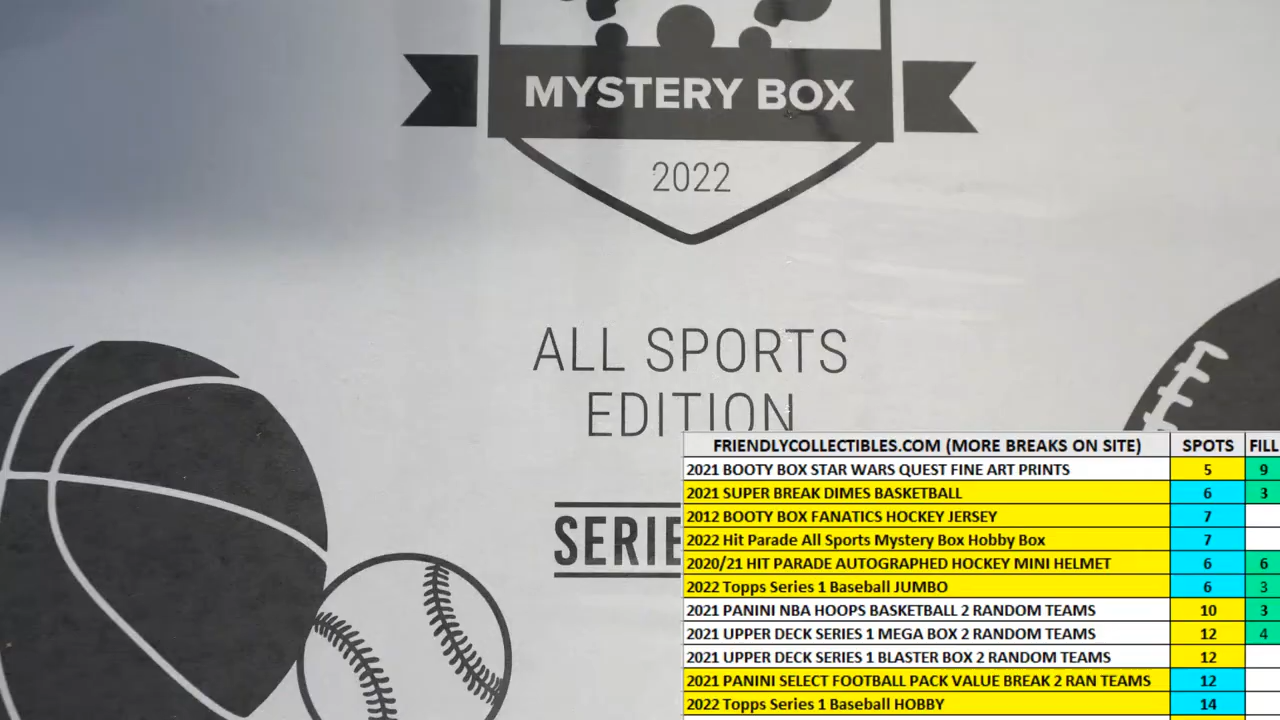 MYSTERY BOX
2022
ALL SPORTS
EDITION
SERIE
FRIENDLYCOLLECTIBLES.COM (MORE BREAKS ON SITE) SPOTS FILL
2021 BOOTY BOX STAR WARS QUEST FINE ART PRINTS 5 9
2021 SUPER BREAK DIMES BASKETBALL 6 3
2012 BOOTY BOX FANATICS HOCKEY JERSEY 7
2022 Hit Parade All Sports Mystery Box Hobby Box 7
2020/21 HIT PARADE AUTOGRAPHED HOCKEY MINI HELMET 6 6
2022 Topps Series 1 Baseball JUMBO 6 3
2021 PANINI NBA HOOPS BASKETBALL 2 RANDOM TEAMS 10 3
2021 UPPER DECK SERIES 1 MEGA BOX 2 RANDOM TEAMS 12 4
2021 UPPER DECK SERIES 1 BLASTER BOX 2 RANDOM TEAMS 12
2021 PANINI SELECT FOOTBALL PACK VALUE BREAK 2 RAN TEAMS 12
2022 Topps Series 1 Baseball HOBBY 14